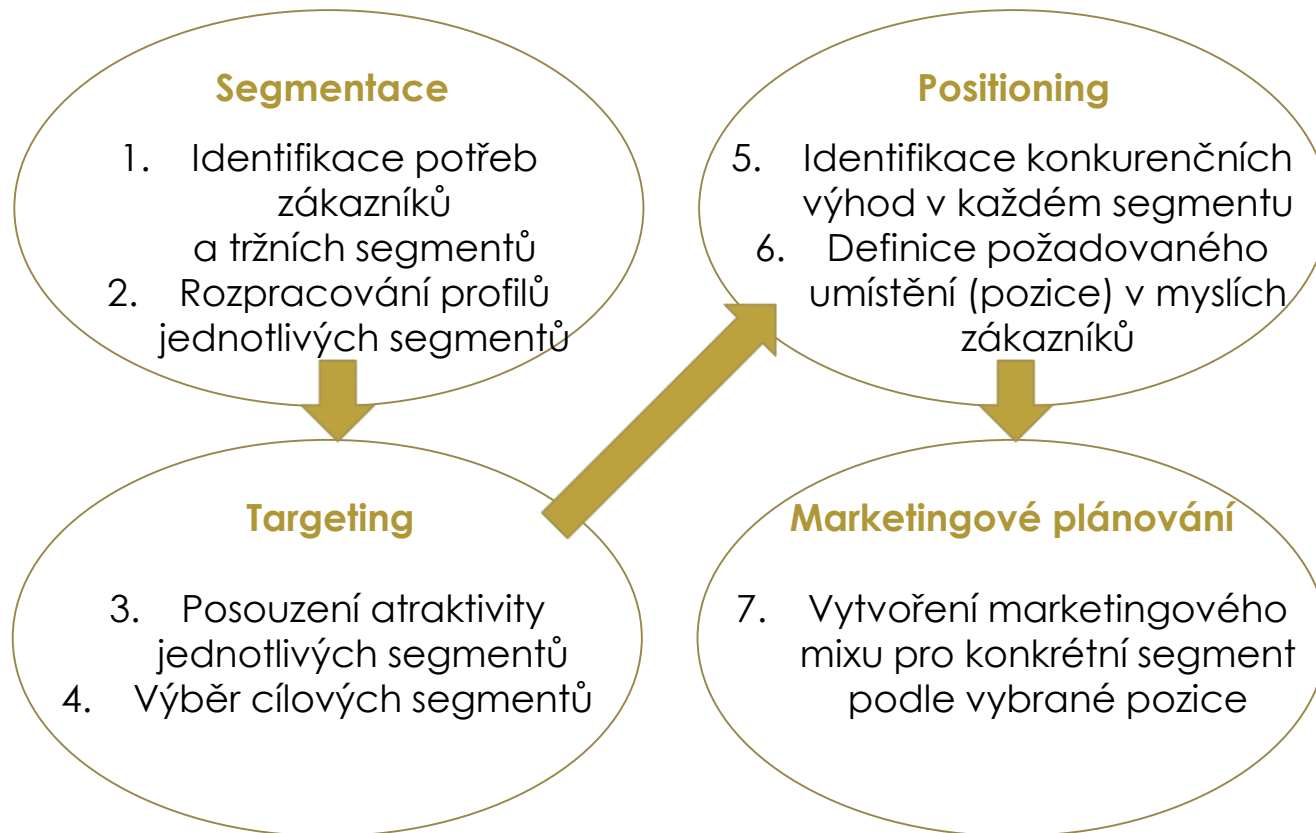 Segmentace
1. Identifikace potřeb
zákazníků
a tržních segmentů
2. Rozpracování profilů
jednotlivých segmentů
Targeting
3. Posouzení atraktivity
jednotlivých segmentů
4. Výběr cílových segmentů
Positioning
5. Identifikace konkurenčních
výhod v každém segmentu
6. Definice požadovaného
umístění (pozice) v myslích
zákazníků
Marketingové plánování
7. Vytvoření marketingového
mixu pro konkrétní segment
podle vybrané pozice